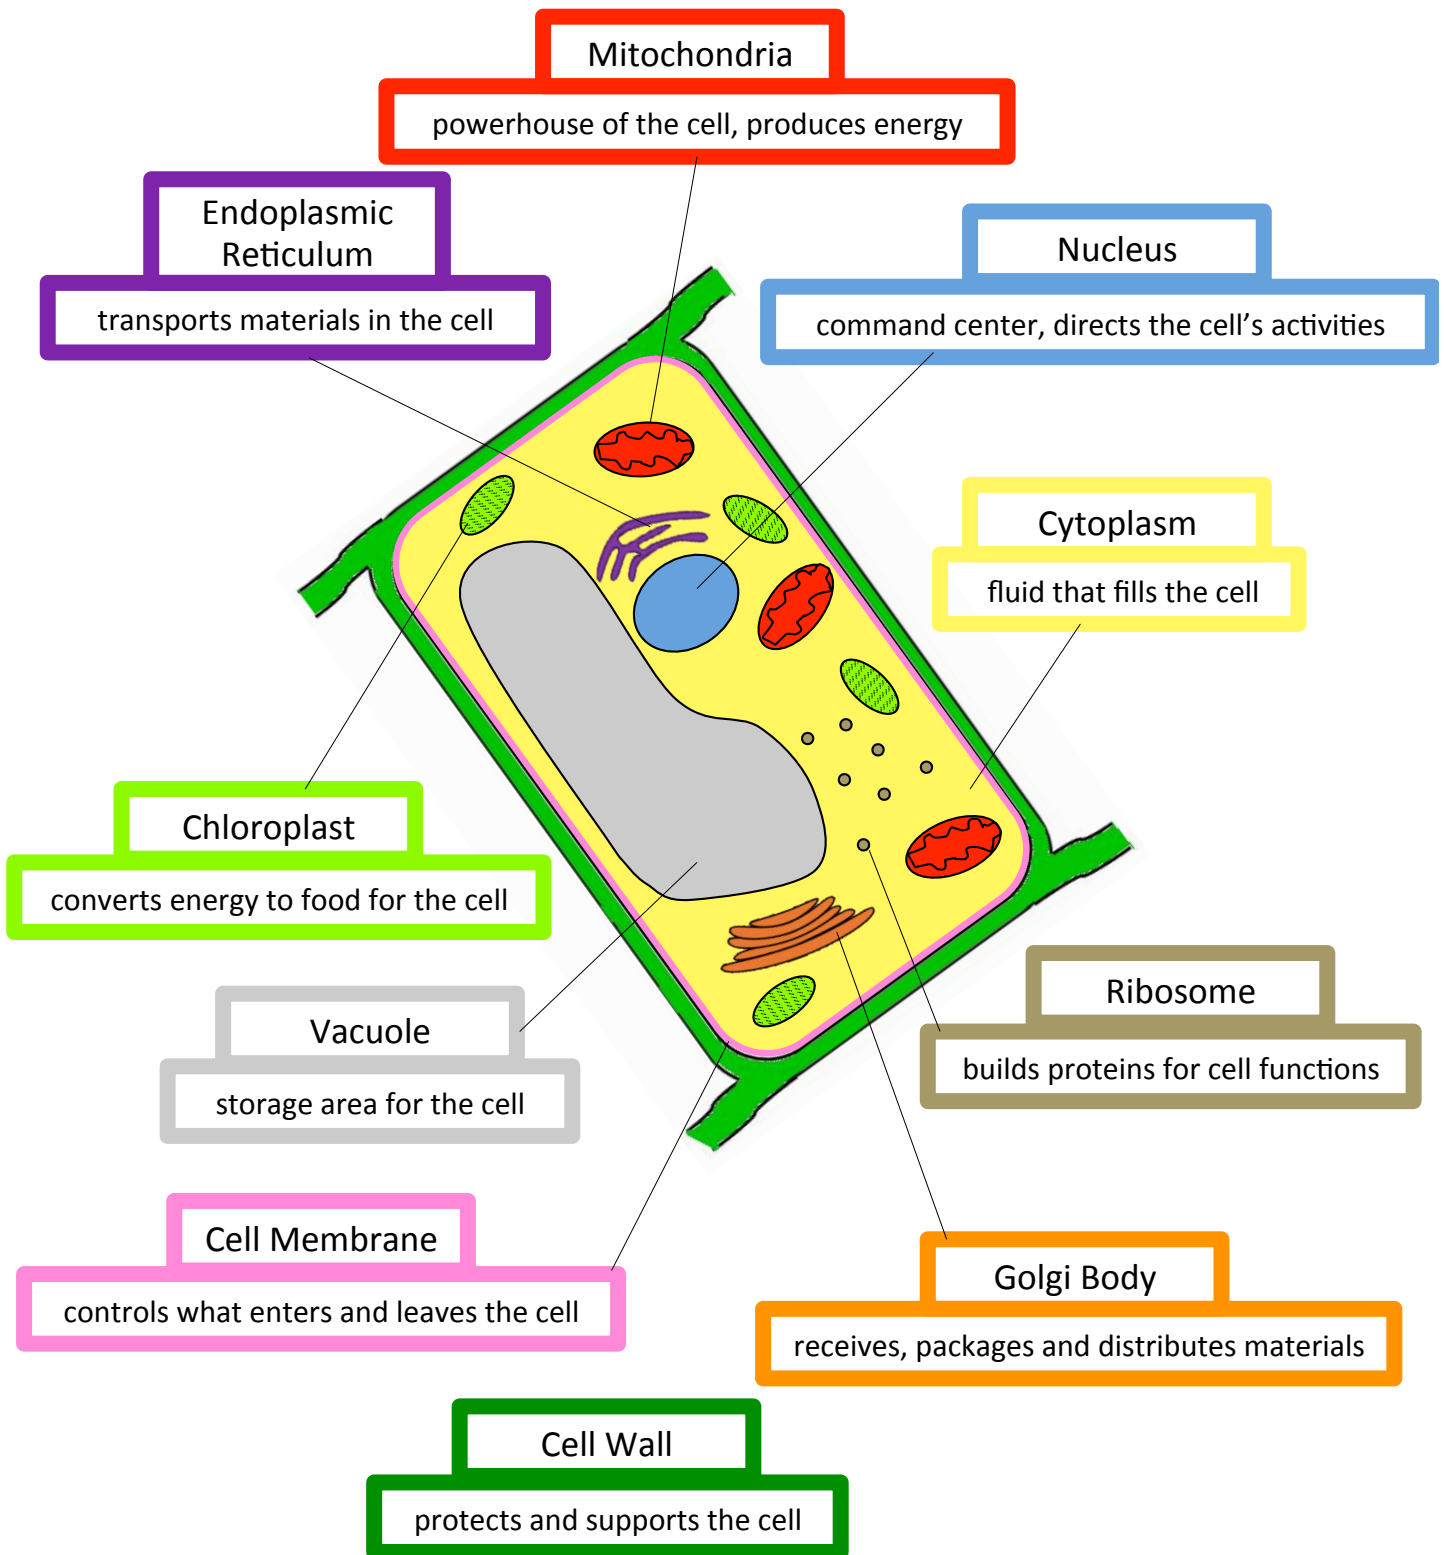 Mitochondria
powerhouse of the cell, produces energy
Endoplasmic
Reticulum
transports materials in the cell
Nucleus
command center, directs the cell’s activities
Cytoplasm
fluid that fills the cell
Chloroplast
converts energy to food for the cell
Ribosome
builds proteins for cell functions
Vacuole
storage area for the cell
Cell Membrane
controls what enters and leaves the cell
Golgi Body
receives, packages and distributes materials
Cell Wall
protects and supports the cell